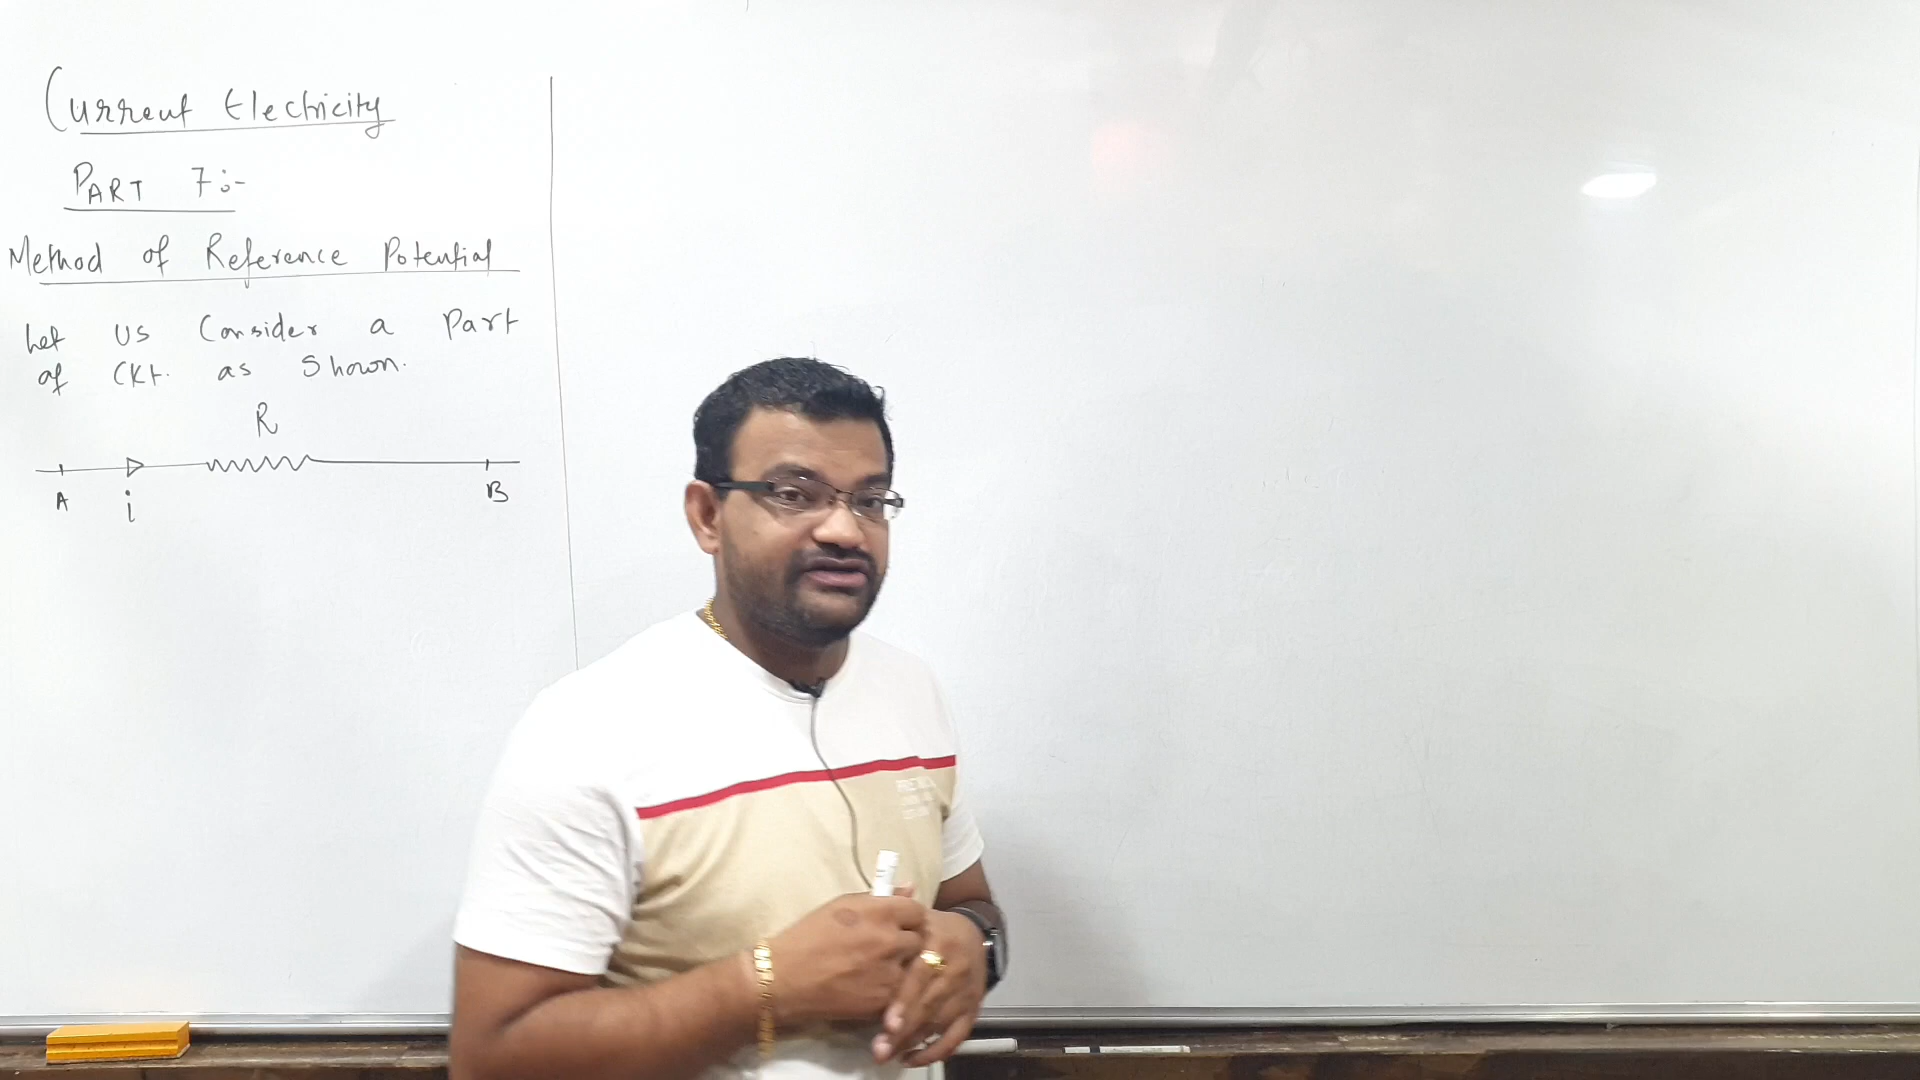 Current Electricity
PART 7:-
Method of Reference Potential
Let us Consider a Part
of CKt. as Shown.
R
A
i
B